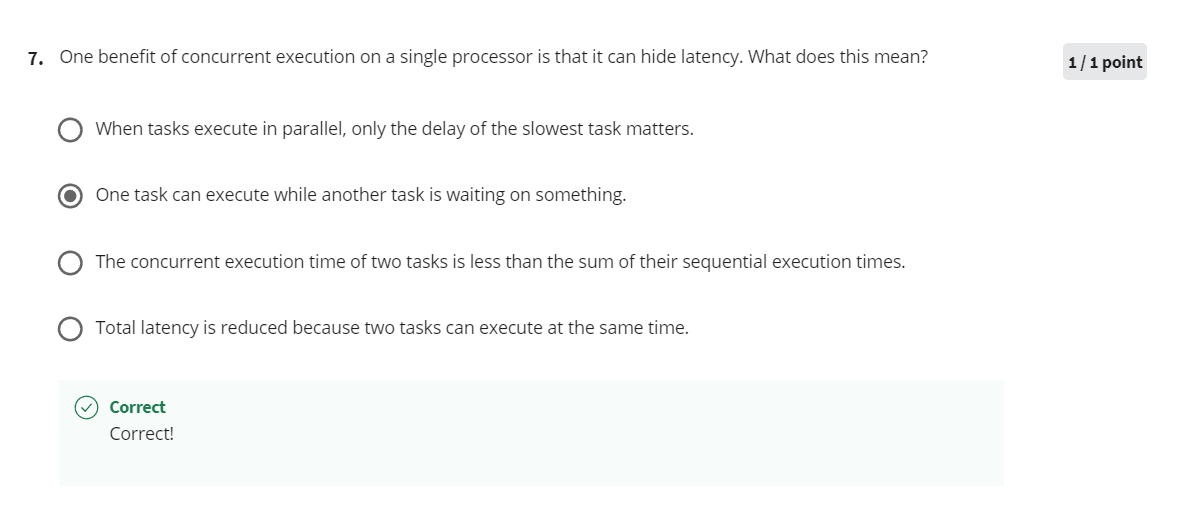 7. One benefit of concurrent execution on a single processor is that it can hide latency. What does this mean?
1 / 1 point
When tasks execute in parallel, only the delay of the slowest task matters.
One task can execute while another task is waiting on something.
The concurrent execution time of two tasks is less than the sum of their sequential execution times.
Total latency is reduced because two tasks can execute at the same time.
Correct
Correct!